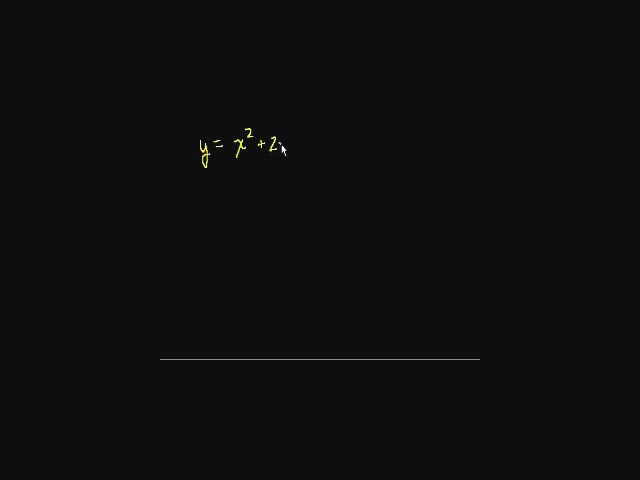 y = x² + 2